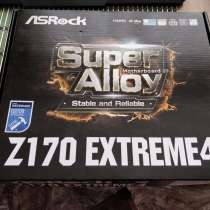 ASRock
Super
Alloy
Motherboard
Stable and Reliable
Z170 EXTREME4